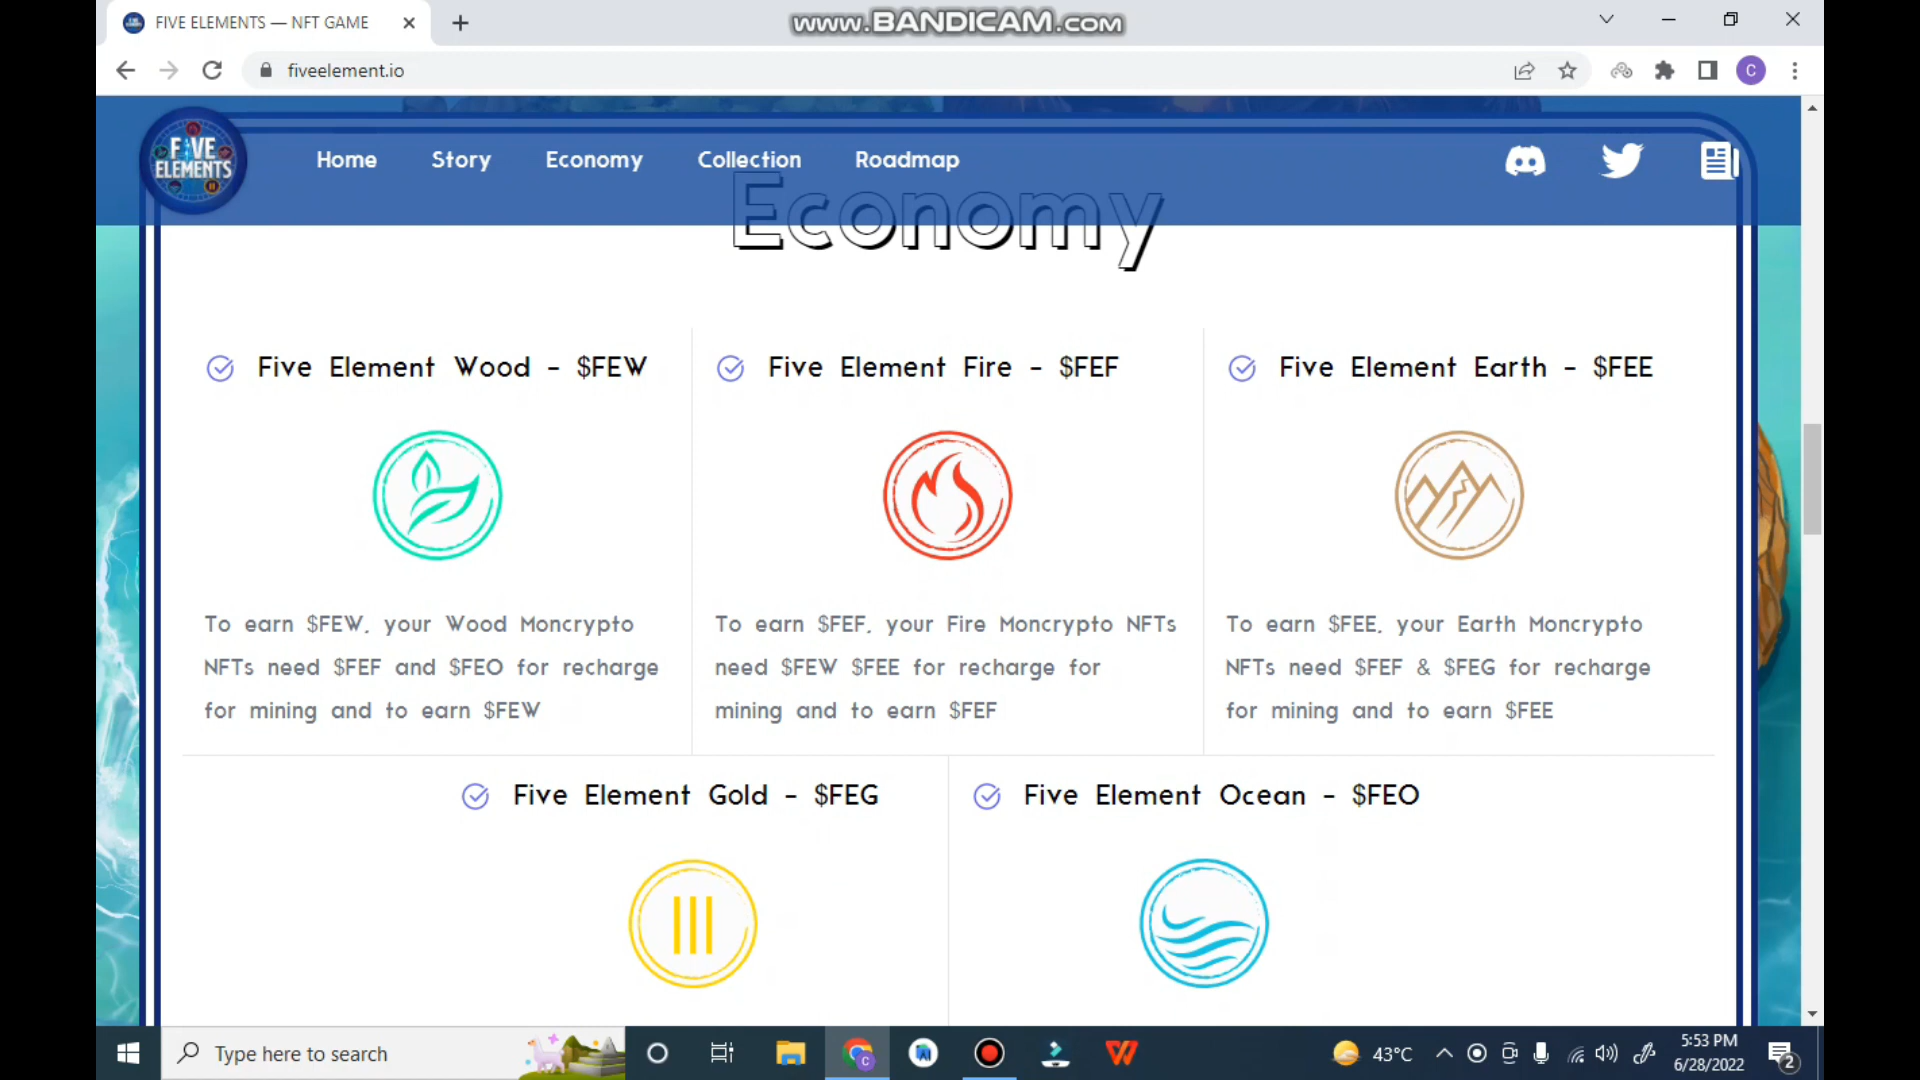 FIVE ELEMENTS — NFT GAME
www.BANDICAM.com
fiveelement.io
C
FIVE
ELEMENTS
Home
Story
Economy
Collection
Roadmap
Economy
Five Element Wood - $FEW
Five Element Fire - $FEF
Five Element Earth - $FEE
To earn $FEW, your Wood Moncrypto
NFTs need $FEF and $FEO for recharge
for mining and to earn $FEW
To earn $FEF, your Fire Moncrypto NFTs
need $FEW $FEE for recharge for
mining and to earn $FEF
To earn $FEE, your Earth Moncrypto
NFTs need $FEF & $FEG for recharge
for mining and to earn $FEE
Five Element Gold - $FEG
Five Element Ocean - $FEO
Type here to search
C
43°C
5:53 PM
6/28/2022
2